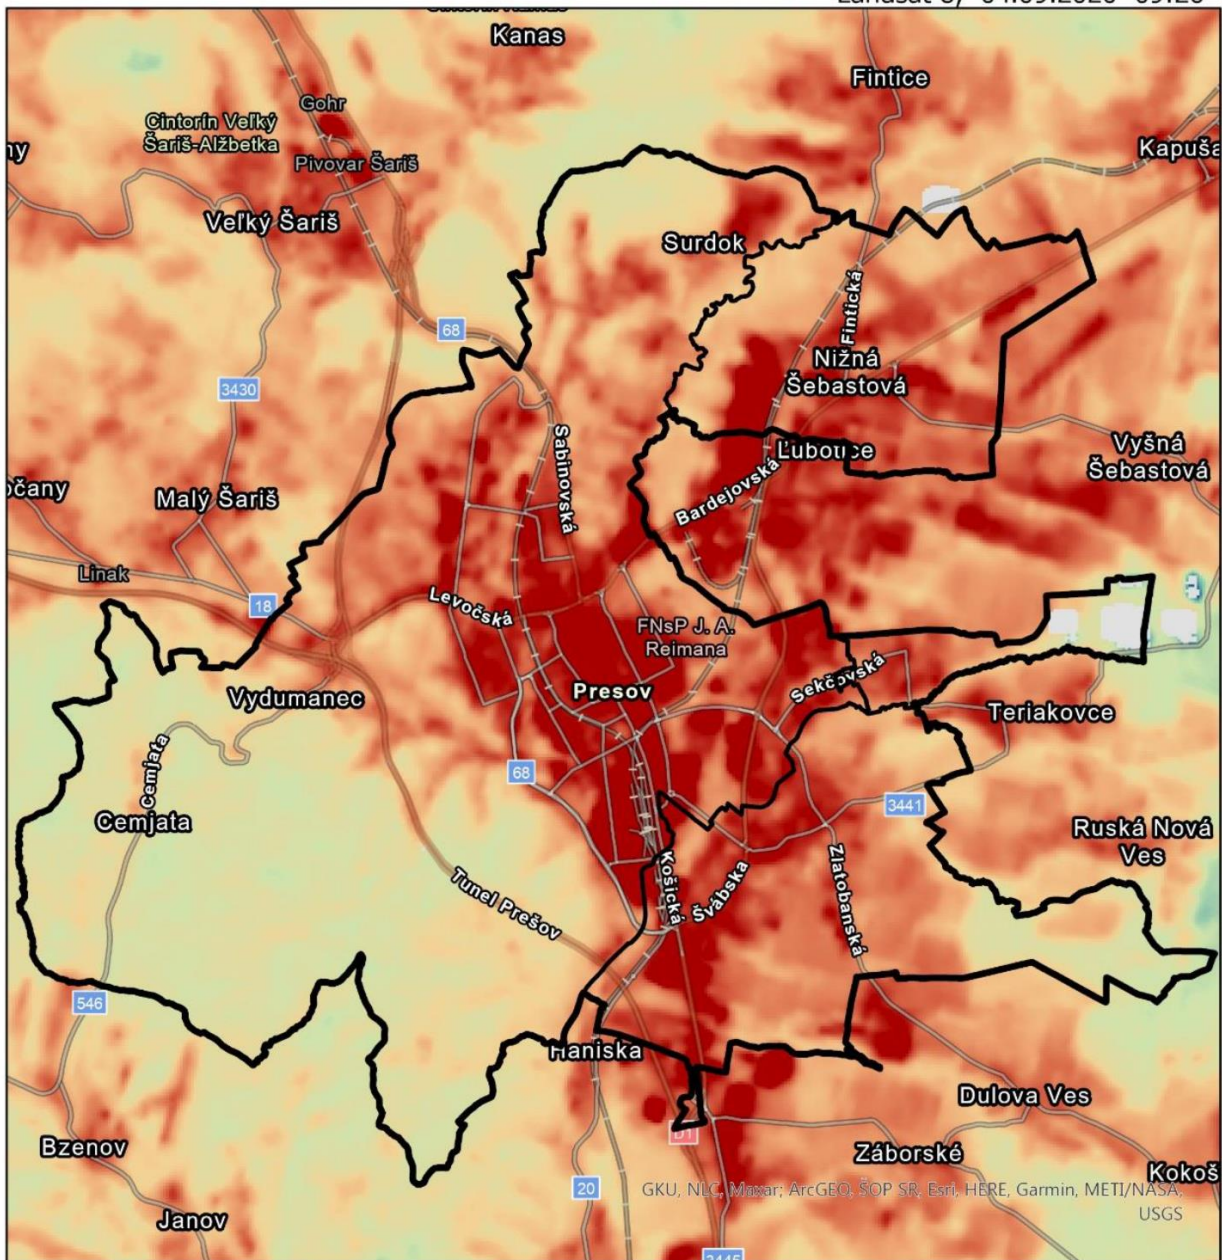 Kanas
Fintice
Gohr
Cintorín Veľký
Šariš-Alžbetka
Pivovar Šariš
Kapuša
Veľký Šariš
Surdok
68
Fintická
3430
Nižná
Šebastová
Sabinovská
Ľubotice
Vyšná
Šebastová
Bardejovská
Malý Šariš
Linak
18
Levočská
FNsP J. A.
Reimana
Presov
Sekčovská
Vydumanec
Teriakovce
Cemjata
68
3441
Cemjata
Ruská Nová
Ves
Košická
Švábska
Zlatobanská
Tunel Prešov
546
Haniska
Dulova Ves
D1
Bzenov
Záborské
Kokoš
20
GKU, NLC, Maxar; ArcGEO, ŠOP SR, Esri, HERE, Garmin, METI/NASA,
USGS
Janov